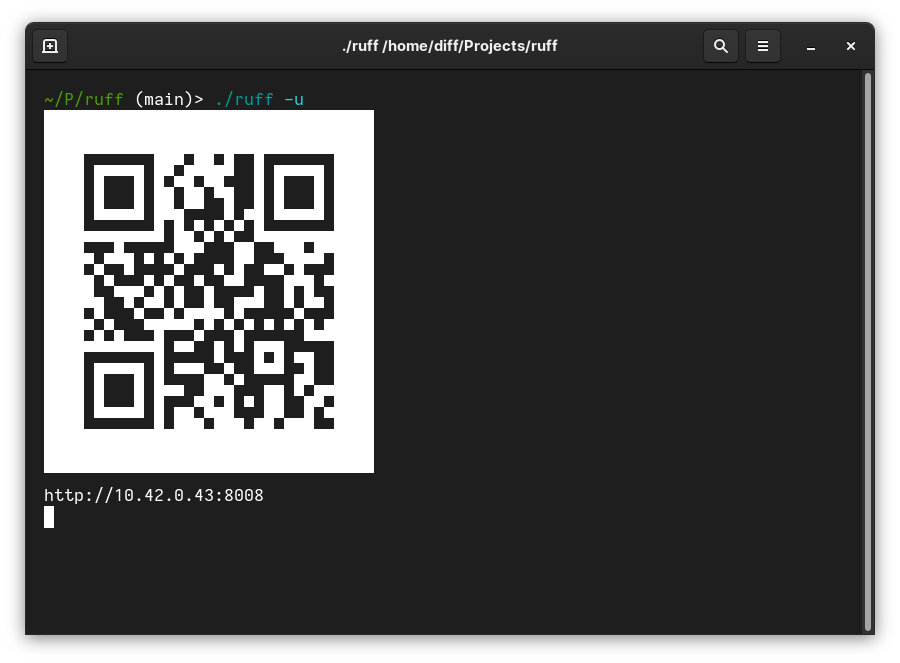 ./ruff /home/diff/Projects/ruff
~/P/ruff (main)> ./ruff -u
http://10.42.0.43:8008